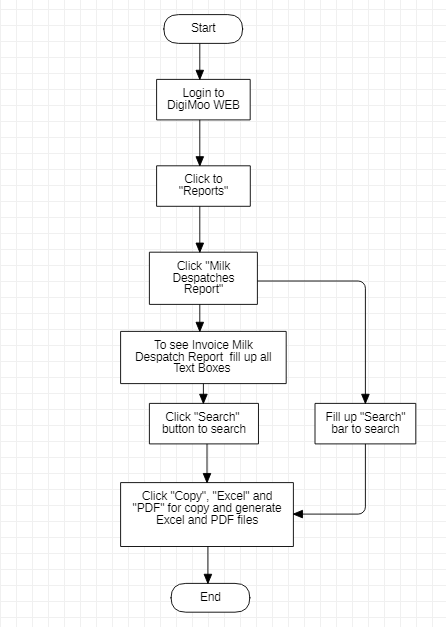 Start
Login to
DigiMoo WEB
Click to
"Reports"
Click "Milk
Despatches
Report"
To see Invoice Milk
Despatch Report fill up all
Text Boxes
Click "Search"
button to search
Fill up "Search"
bar to search
Click "Copy", "Excel" and
"PDF" for copy and generate
Excel and PDF files
End